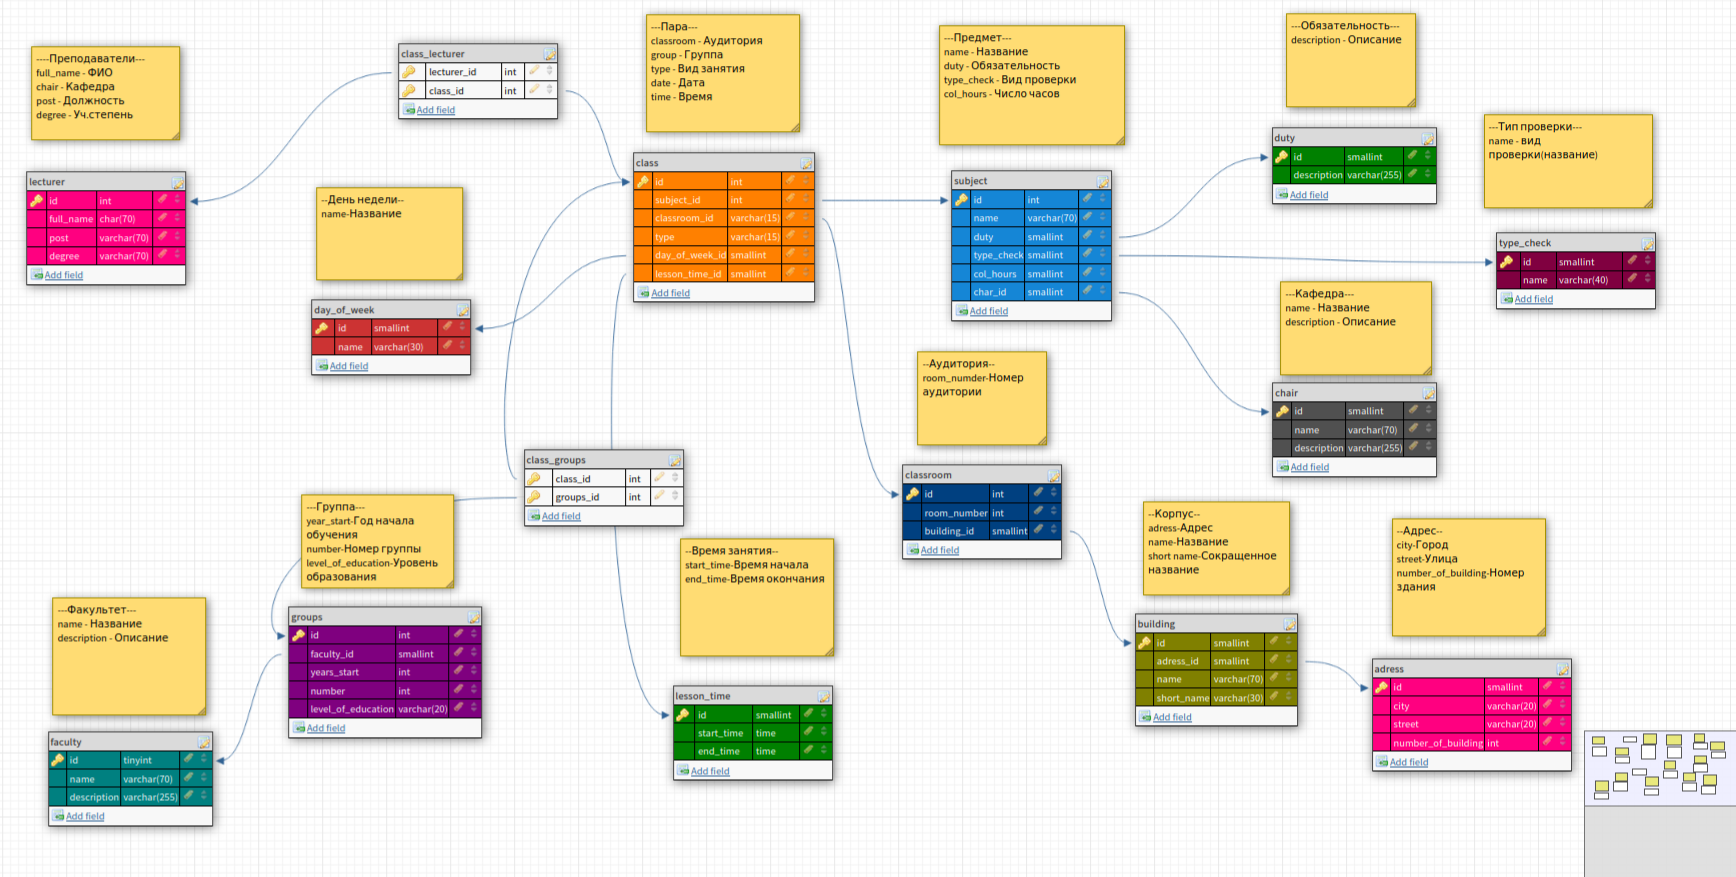 ----Преподаватели---
full_name - ФИО
chair - Кафедра
post - Должность
degree - Уч.степень
class_lecturer
lecturer_id int
class_id int
Add field
---Пара---
classroom - Аудитория
group - Группа
type - Вид занятия
date - Дата
time - Время
---Предмет---
name - Название
duty - Обязательность
type_check - Вид проверки
col_hours - Число часов
---Обязательность---
description - Описание
---Тип проверки---
name - вид
проверки(название)
lecturer
id int
full_name char(70)
post varchar(70)
degree varchar(70)
Add field
--День недели--
name-Название
class
id int
subject_id int
classroom_id varchar(15)
type varchar(15)
day_of_week_id smallint
lesson_time_id smallint
Add field
subject
id int
name varchar(70)
duty smallint
type_check smallint
col_hours smallint
char_id smallint
Add field
duty
id smallint
description varchar(255)
Add field
type_check
id smallint
name varchar(40)
Add field
day_of_week
id smallint
name varchar(30)
Add field
---Кафедра---
name - Название
description - Описание
--Аудитория--
room_numder-Номер
аудитории
chair
id smallint
name varchar(70)
description varchar(255)
Add field
class_groups
class_id int
groups_id int
Add field
classroom
id int
room_number int
building_id smallint
Add field
---Группа---
year_start-Год начала
обучения
number-Номер группы
level_of_education-Уровень
образования
--Время занятия--
start_time-Время начала
end_time-Время окончания
--Корпус--
adress-Адрес
name-Название
short name-Сокращенное
название
--Адрес--
city-Город
street-Улица
number_of_building-Номер
здания
---Факультет---
name - Название
description - Описание
groups
id int
faculty_id smallint
years_start int
number int
level_of_education varchar(20)
Add field
building
id smallint
adress_id smallint
name varchar(70)
short_name varchar(30)
Add field
adress
id smallint
city varchar(20)
street varchar(20)
number_of_building int
Add field
lesson_time
id smallint
start_time time
end_time time
Add field
faculty
id tinyint
name varchar(70)
description varchar(255)
Add field